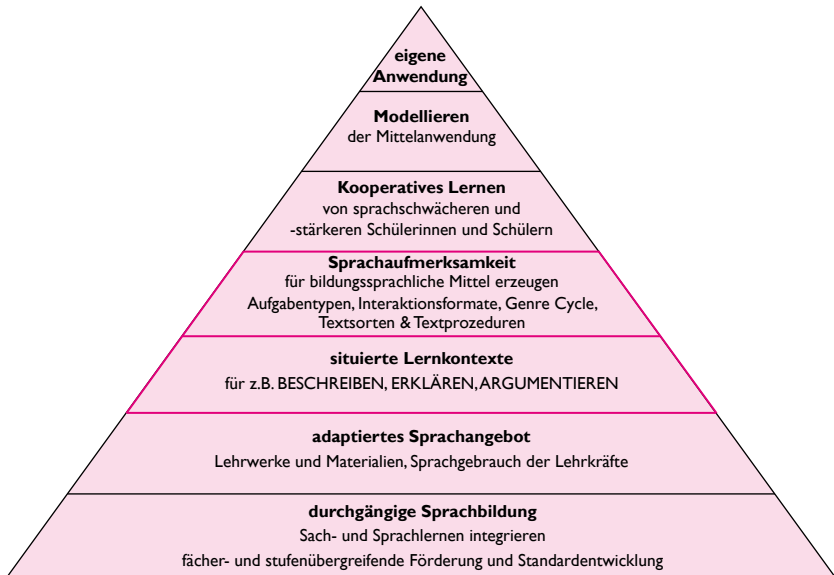 eigene
Anwendung
Modellieren
der Mittelanwendung
Kooperatives Lernen
von sprachschwächeren und
-stärkeren Schülerinnen und Schülern
Sprachaufmerksamkeit
für bildungssprachliche Mittel erzeugen
Aufgabentypen, Interaktionsformate, Genre Cycle,
Textsorten & Textprozeduren
situierte Lernkontexte
für z.B. BESCHREIBEN, ERKLÄREN, ARGUMENTIEREN
adaptiertes Sprachangebot
Lehrwerke und Materialien, Sprachgebrauch der Lehrkräfte
durchgängige Sprachbildung
Sach- und Sprachlernen integrieren
fächer- und stufenübergreifende Förderung und Standardentwicklung